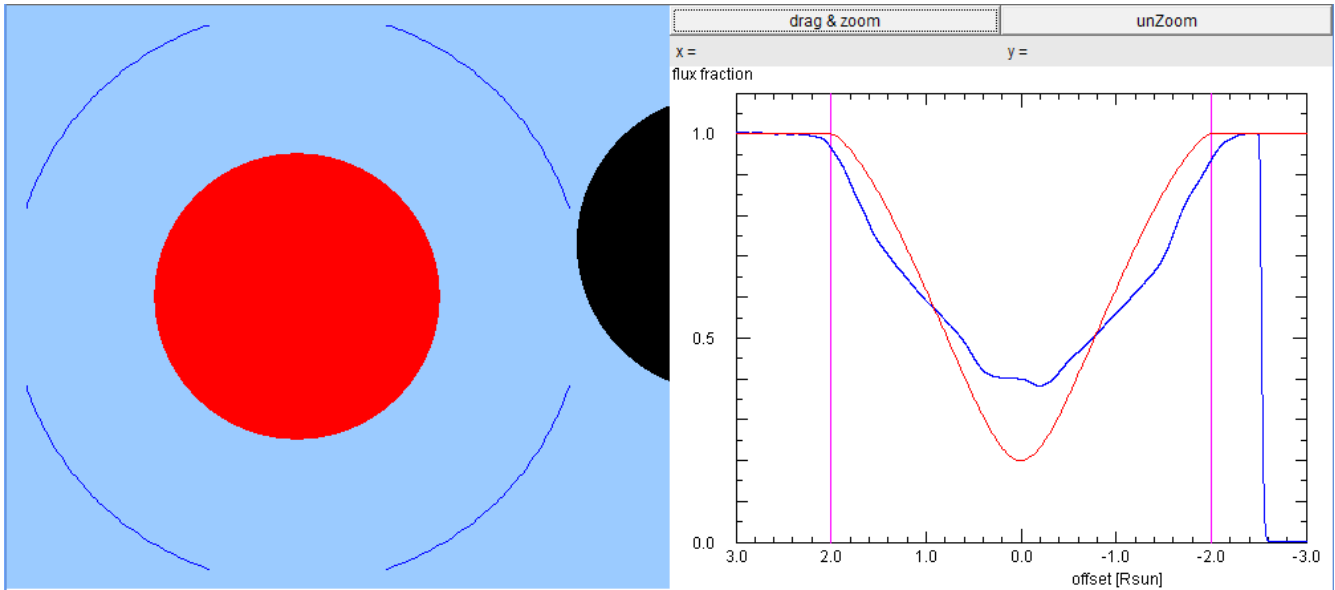 drag & zoom unZoom
x = y =
flux fraction
1.0
0.5
0.0
3.0 2.0 1.0 0.0 -1.0 -2.0 -3.0
offset [Rsun]